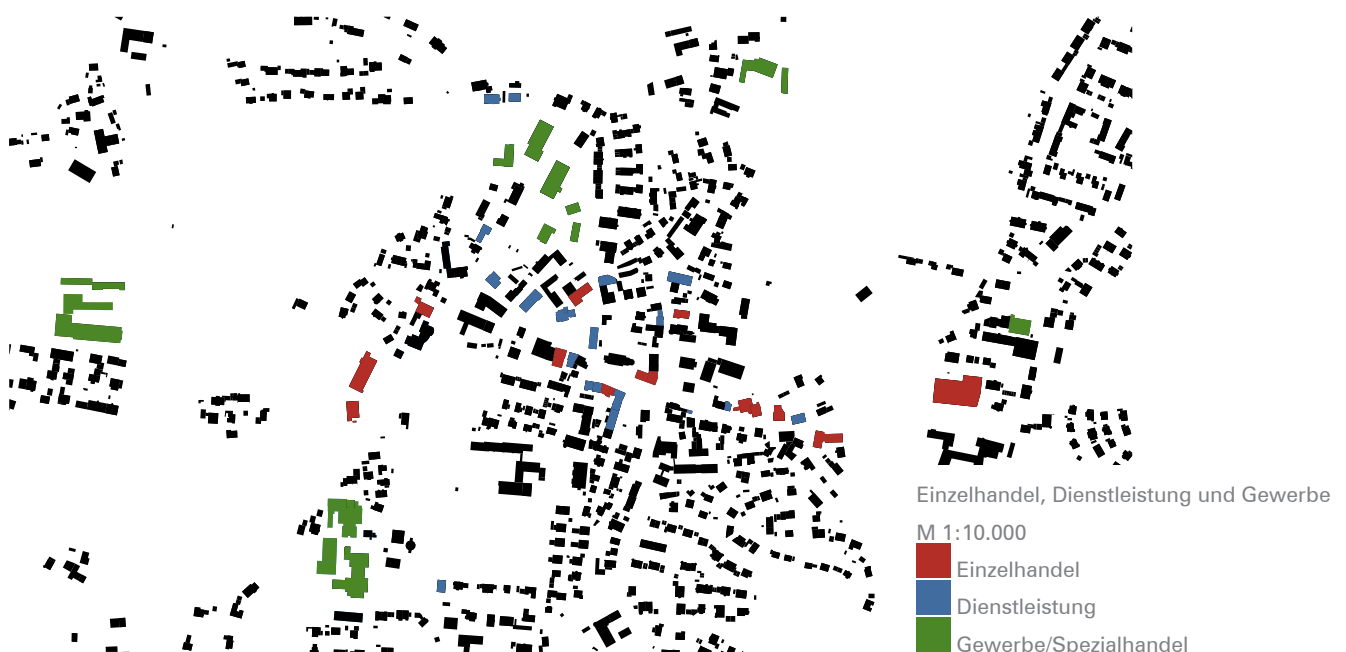 Einzelhandel, Dienstleistung und Gewerbe
M 1:10.000
Einzelhandel
Dienstleistung
Gewerbe/Spezialhandel